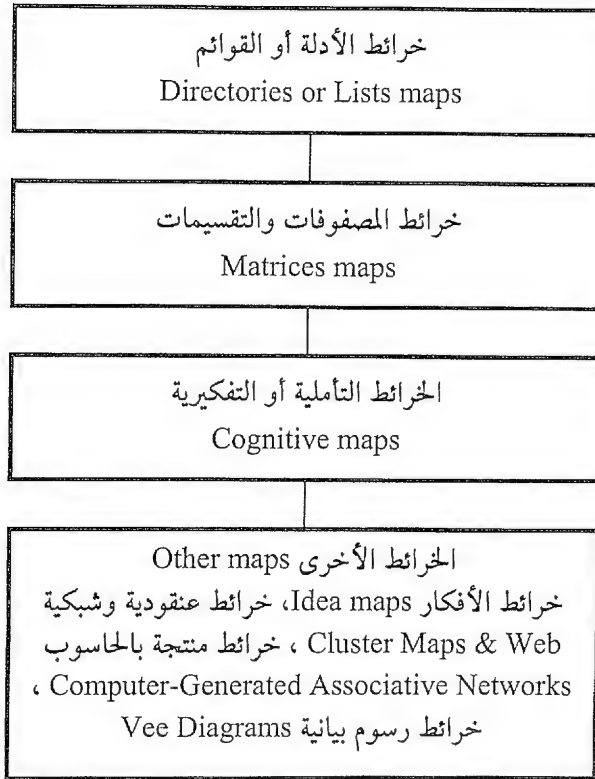 خرائط الأدلة أو القوائم
Directories or Lists maps
خرائط المصفوفات والتقسيمات
Matrices maps
الخرائط التأملية أو التفكيرية
Cognitive maps
الخرائط الأخرى Other maps
خرائط الأفكار Idea maps، خرائط عنقودية وشبكية
Cluster Maps & Web ، خرائط منتجة بالحاسوب
Computer-Generated Associative Networks ،
خرائط رسوم بيانية Vee Diagrams